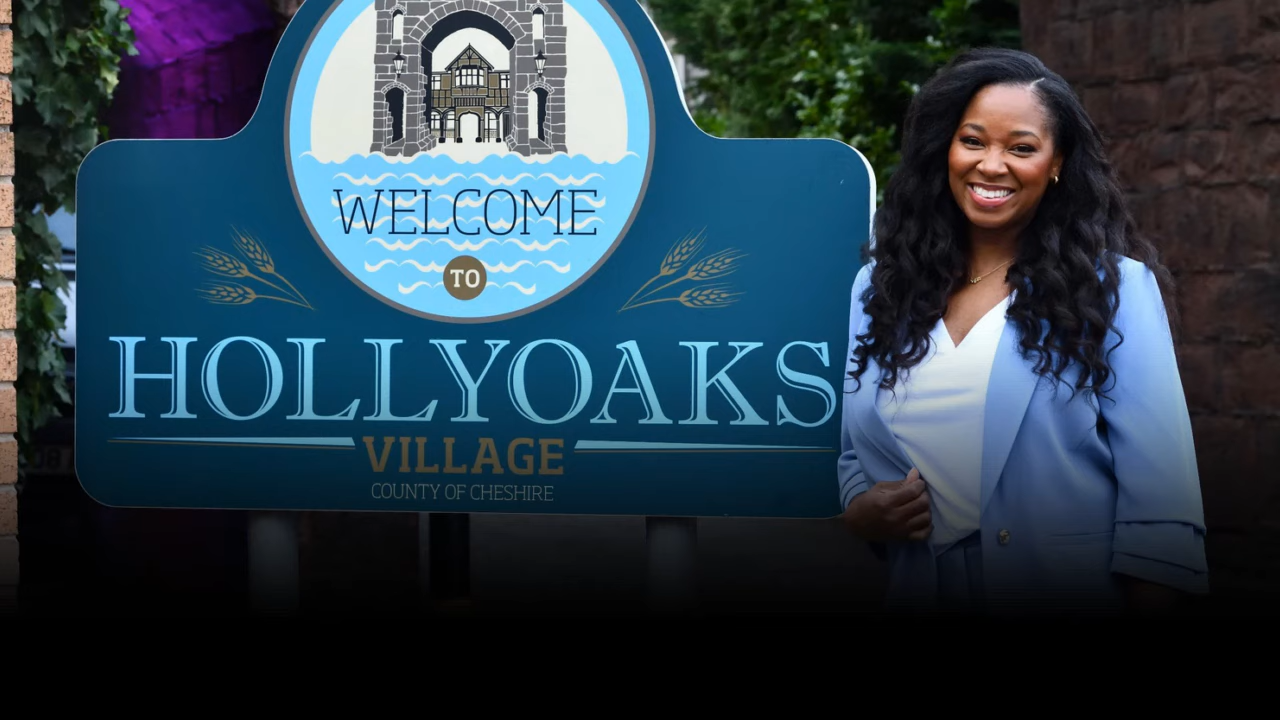 WELCOME
TO
HOLLYOAKS
VILLAGE
COUNTY OF CHESHIRE